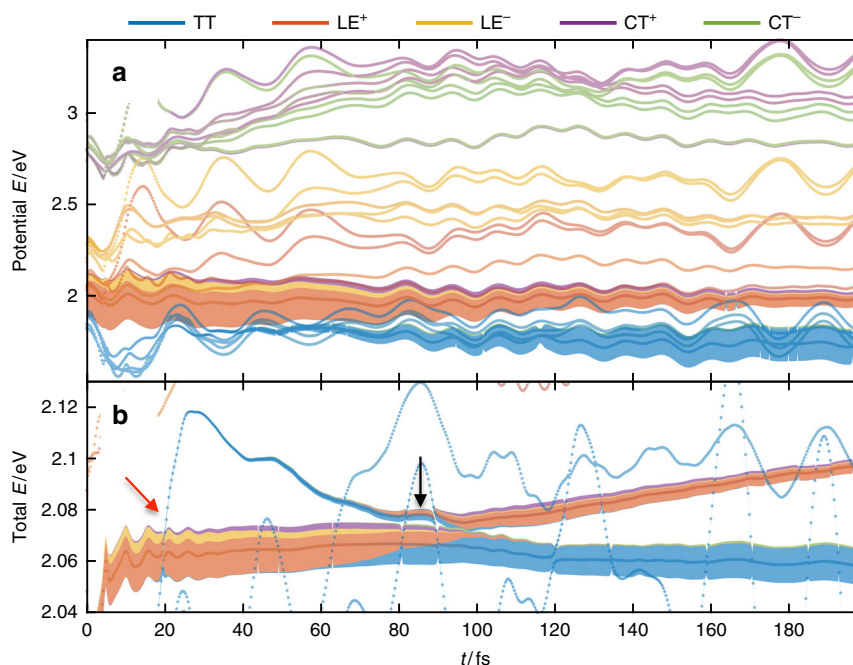 TT LE⁺ LE⁻ CT⁺ CT⁻
a
3
2.5
2
Potential E/eV
b
2.12
2.1
2.08
2.06
2.04
Total E/eV
0 20 40 60 80 100 120 140 160 180
t/fs